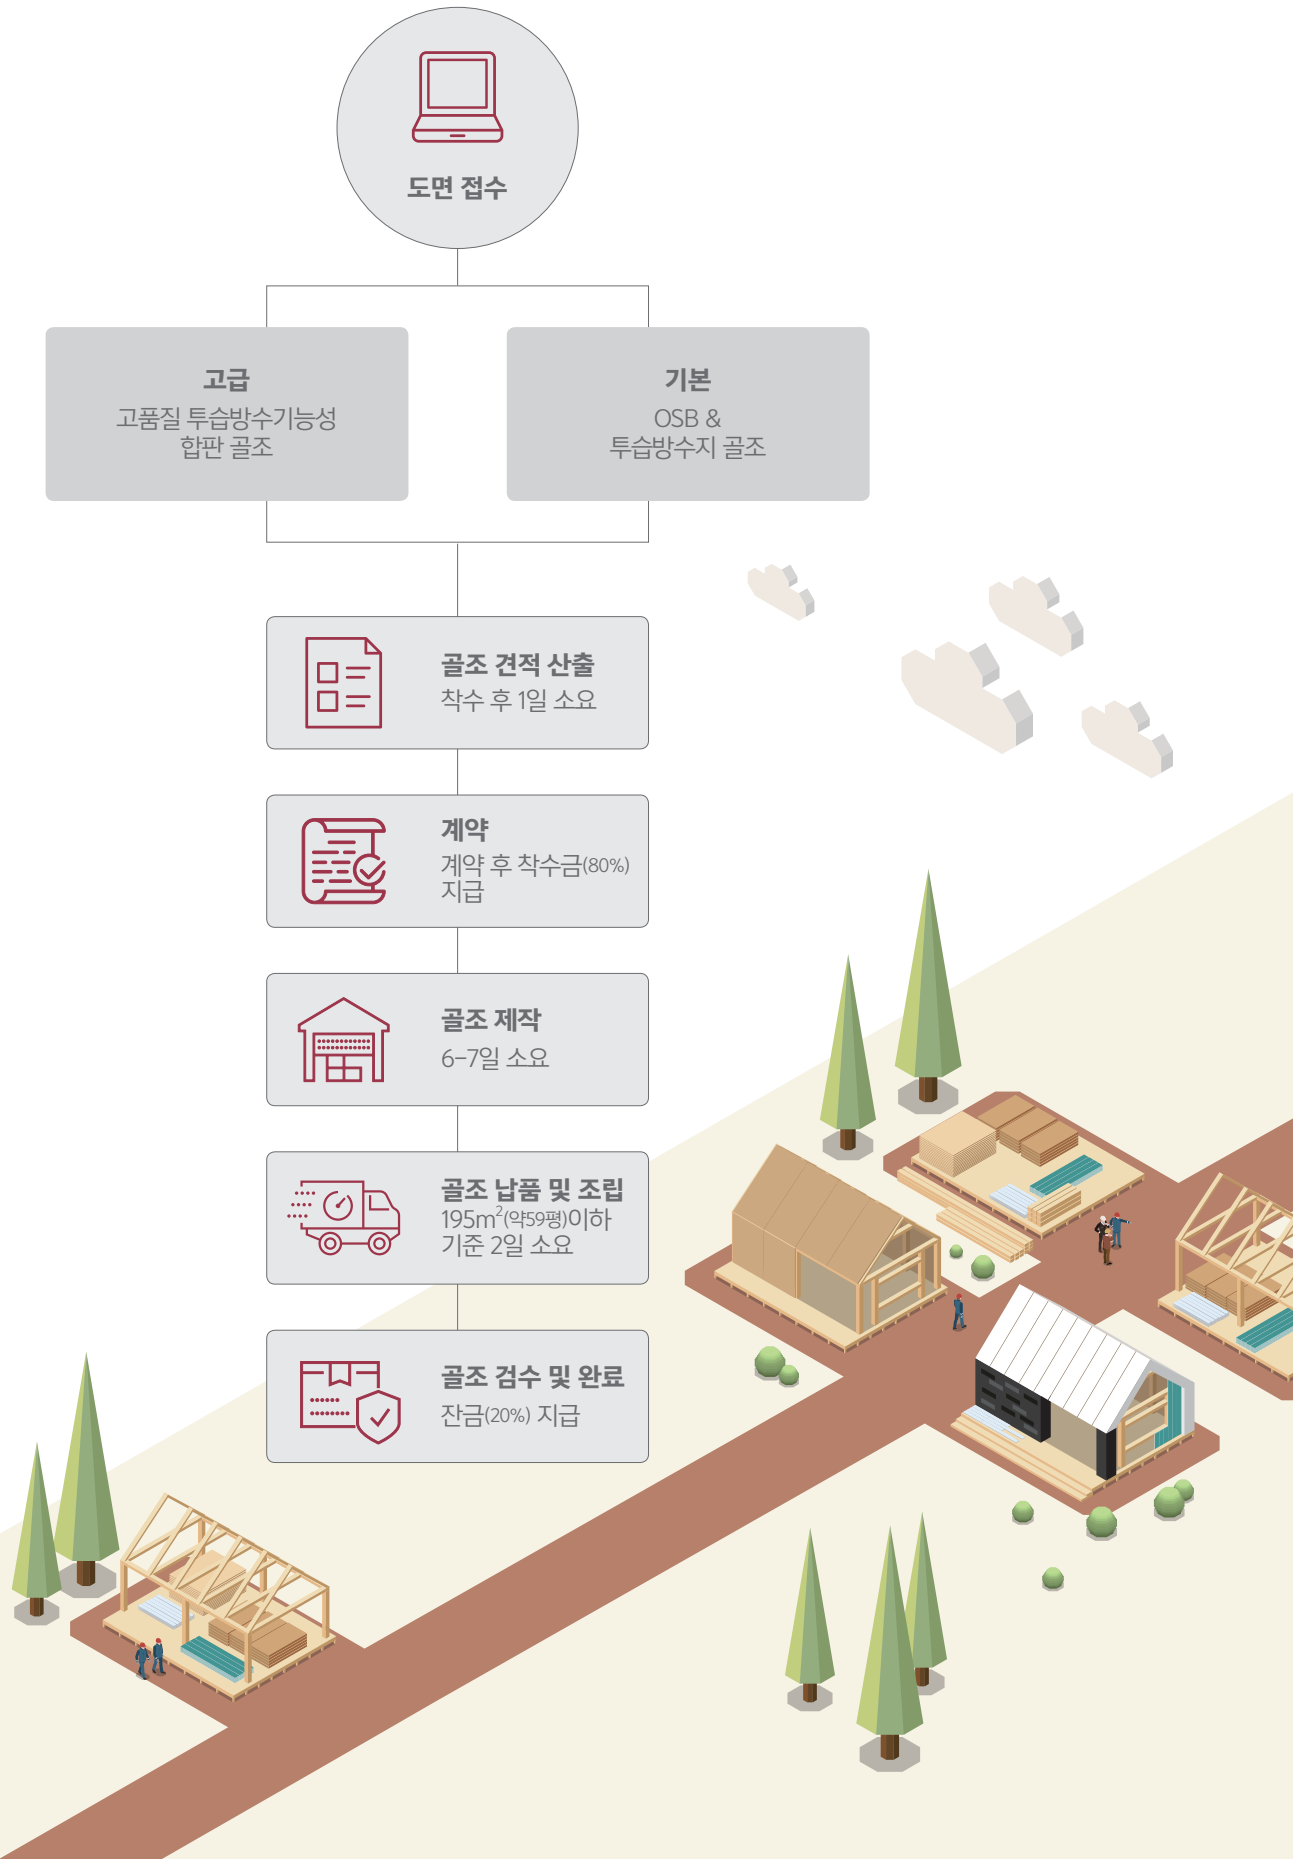 도면 접수
고급
고품질 투습방수기능성
합판 골조
기본
OSB &
투습방수지 골조
골조 견적 산출
착수 후 1일 소요
계약
계약 후 착수금(80%)
지급
골조 제작
6-7일 소요
골조 납품 및 조립
195m²(약59평)이하
기준 2일 소요
골조 검수 및 완료
잔금(20%) 지급